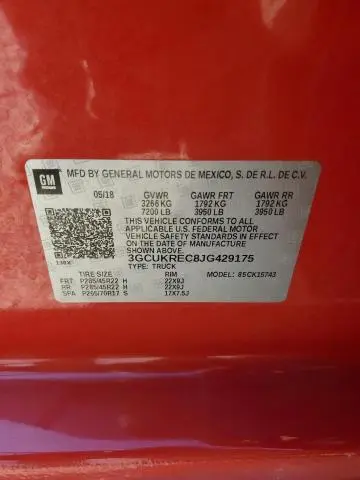 GM
MFD BY GENERAL MOTORS DE MEXICO, S. DE R.L. DE C.V.
05/18 GVWR GAWR FRT GAWR RR
3266 KG 1792 KG 1792 KG
7200 LB 3950 LB 3950 LB
THIS VEHICLE CONFORMS TO ALL
APPLICABLE U.S. FEDERAL MOTOR
VEHICLE SAFETY STANDARDS IN EFFECT
ON THE DATE OF MANUFACTURE
SHOWN ABOVE.
3GCUKREC8JG429175
TYPE: TRUCK MODEL: 85CK15743
TIRE SIZE RIM
FRT P285/45R22 H 22X9J
RR P285/45R22 H 22X9J
SPA P265/70R17 S 17X7.5J